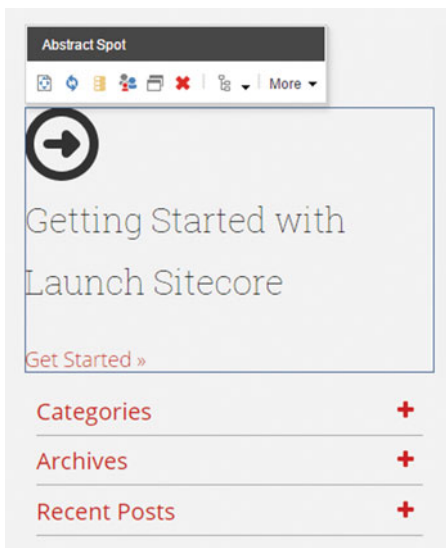 Abstract Spot
More
Getting Started with
Launch Sitecore
Get Started »
Categories
Archives
Recent Posts